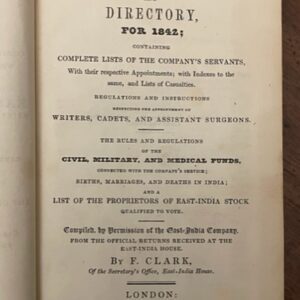 DIRECTORY,
FOR 1842;
CONTAINING
COMPLETE LISTS OF THE COMPANY'S SERVANTS,
With their respective Appointments; with Indexes to the
same, and Lists of Casualties.
REGULATIONS AND INSTRUCTIONS
RESPECTING THE APPOINTMENT OF
WRITERS, CADETS, AND ASSISTANT SURGEONS.
THE RULES AND REGULATIONS
OF THE
CIVIL, MILITARY, AND MEDICAL FUNDS,
CONNECTED WITH THE COMPANY'S SERVICE;
BIRTHS, MARRIAGES, AND DEATHS IN INDIA;
AND A
LIST OF THE PROPRIETORS OF EAST-INDIA STOCK
QUALIFIED TO VOTE.
Compiled, by Permission of the East-India Company,
FROM THE OFFICIAL RETURNS RECEIVED AT THE
EAST-INDIA HOUSE.
BY F. CLARK,
Of the Secretary's Office, East-India House.
LONDON: